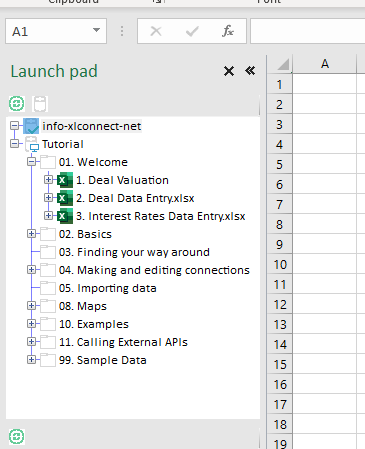 Clipboard
Font
A1
fx
Launch pad
A
info-xlconnect-net
Tutorial
01. Welcome
1. Deal Valuation
2. Deal Data Entry.xlsx
3. Interest Rates Data Entry.xlsx
02. Basics
03. Finding your way around
04. Making and editing connections
05. Importing data
08. Maps
10. Examples
11. Calling External APIs
99. Sample Data
1
2
3
4
5
6
7
8
9
10
11
12
13
14
15
16
17
18
19